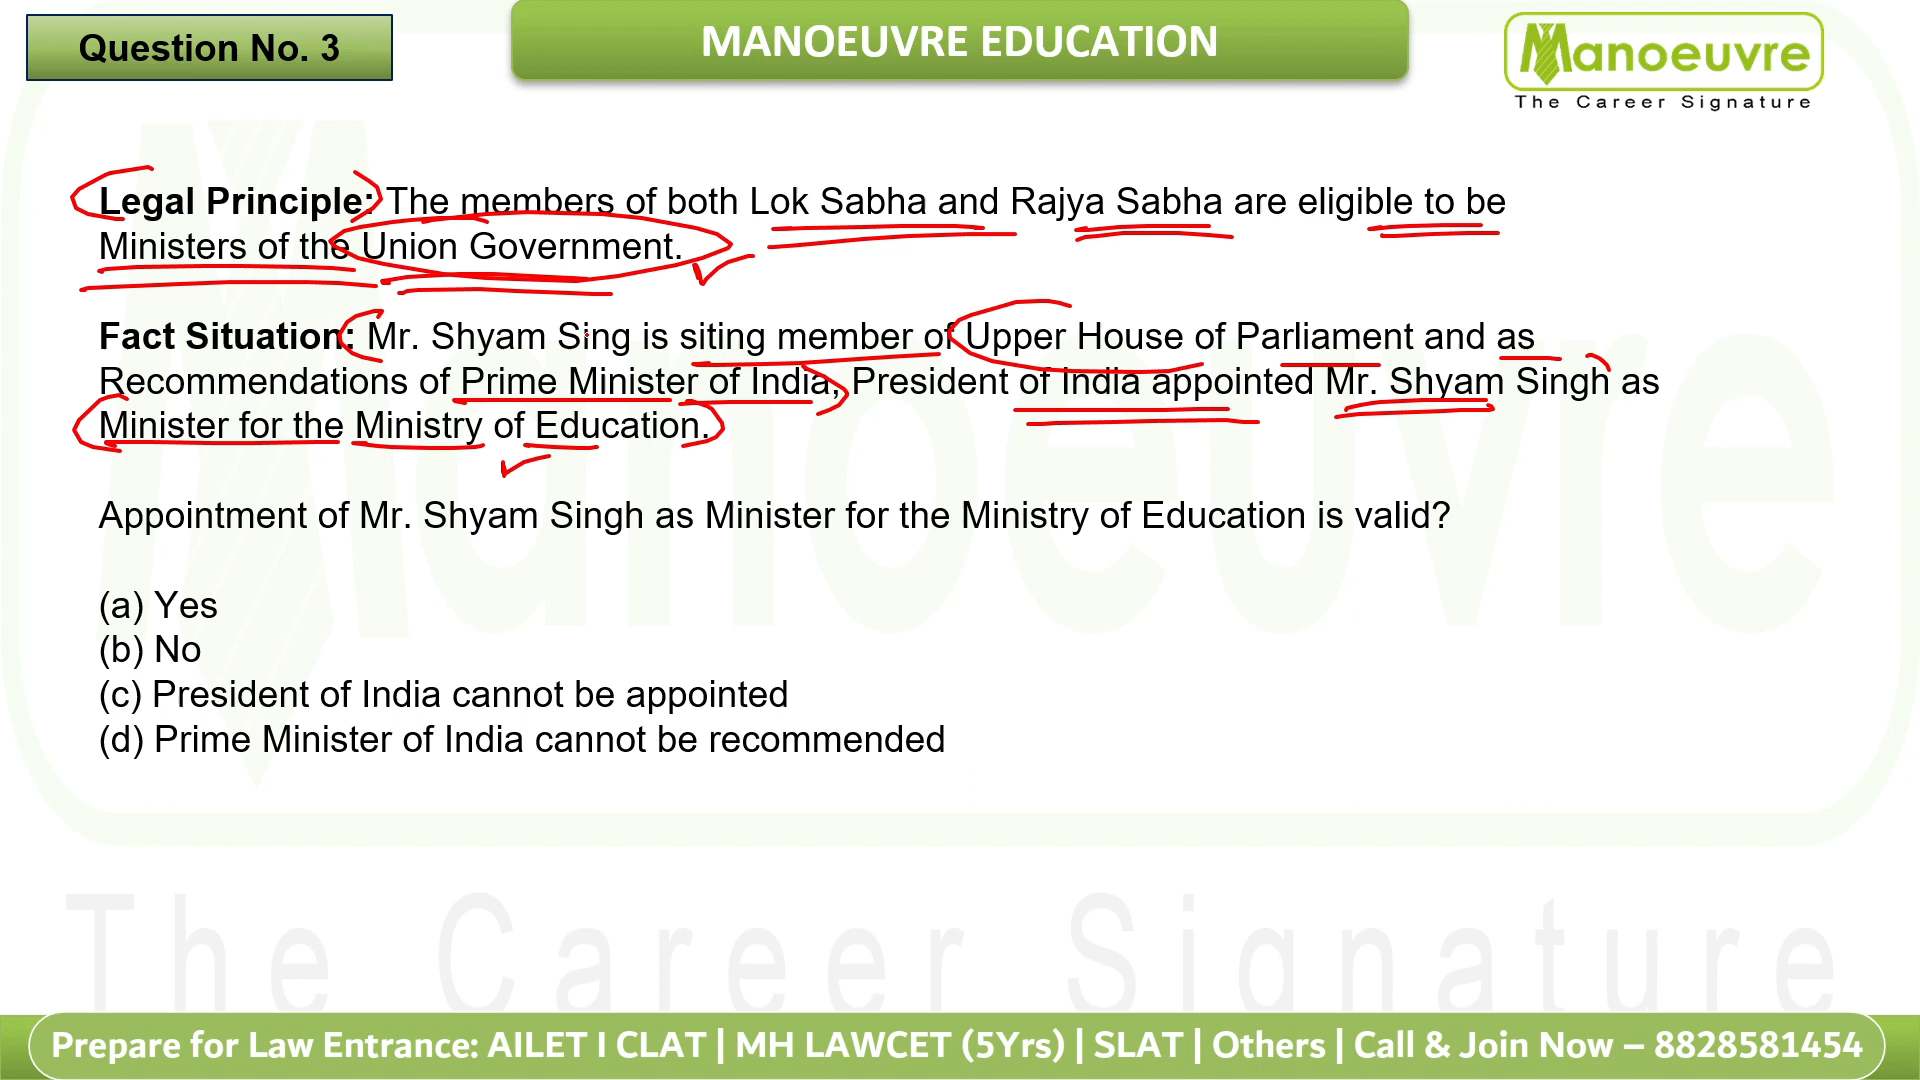 Question No. 3
MANOEUVRE EDUCATION
Manoeuvre
The Career Signature
Legal Principle: The members of both Lok Sabha and Rajya Sabha are eligible to be
Ministers of the Union Government.
Fact Situation: Mr. Shyam Sing is siting member of Upper House of Parliament and as
Recommendations of Prime Minister of India, President of India appointed Mr. Shyam Singh as
Minister for the Ministry of Education.
Appointment of Mr. Shyam Singh as Minister for the Ministry of Education is valid?
(a) Yes
(b) No
(c) President of India cannot be appointed
(d) Prime Minister of India cannot be recommended
Manoeuvre
The Career Signature
Prepare for Law Entrance: AILET I CLAT | MH LAWCET (5Yrs) | SLAT | Others | Call & Join Now – 8828581454